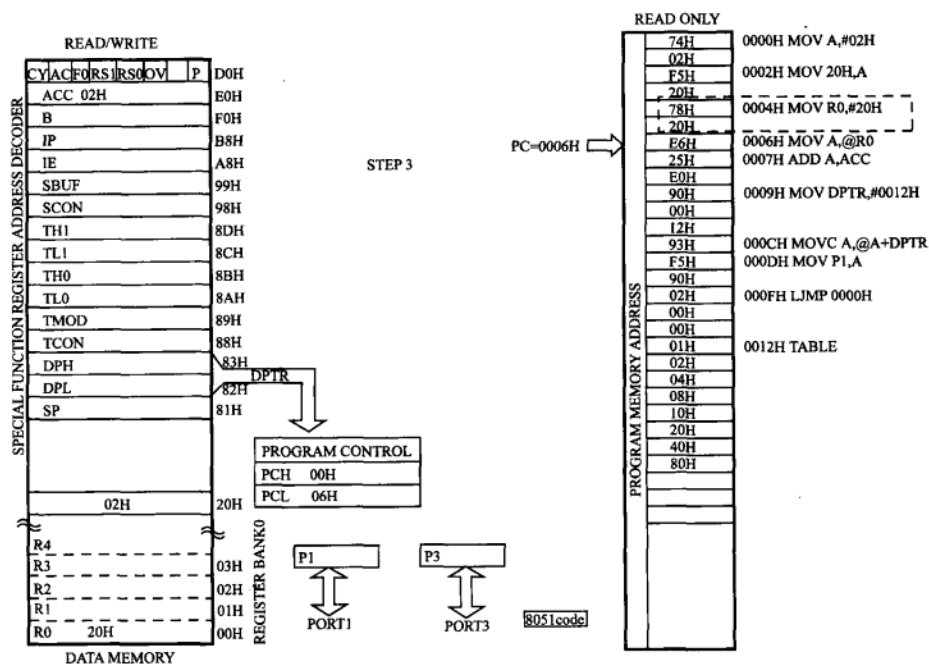 READ/WRITE
CY AC F0 RS1 RS0 OV P D0H
ACC 02H E0H
B F0H
IP B8H
IE A8H
SBUF 99H
SCON 98H
TH1 8DH
TL1 8CH
TH0 8BH
TL0 8AH
TMOD 89H
TCON 88H
DPH 83H
DPL 82H
SP 81H
02H 20H
R4
R3 03H
R2 02H
R1 01H
R0 20H 00H
DATA MEMORY
SPECIAL FUNCTION REGISTER ADDRESS DECODER
REGISTER BANK0
DPTR
PROGRAM CONTROL
PCH 00H
PCL 06H
P1
PORT1
P3
PORT3
8051code
STEP 3
PC=0006H
READ ONLY
PROGRAM MEMORY ADDRESS
74H 0000H MOV A,#02H
02H
F5H 0002H MOV 20H,A
20H
78H 0004H MOV R0,#20H
20H
E6H 0006H MOV A,@R0
25H 0007H ADD A,ACC
E0H
90H 0009H MOV DPTR,#0012H
00H
12H
93H 000CH MOVC A,@A+DPTR
F5H 000DH MOV P1,A
90H
02H 000FH LJMP 0000H
00H
00H
01H 0012H TABLE
02H
04H
08H
10H
20H
40H
80H